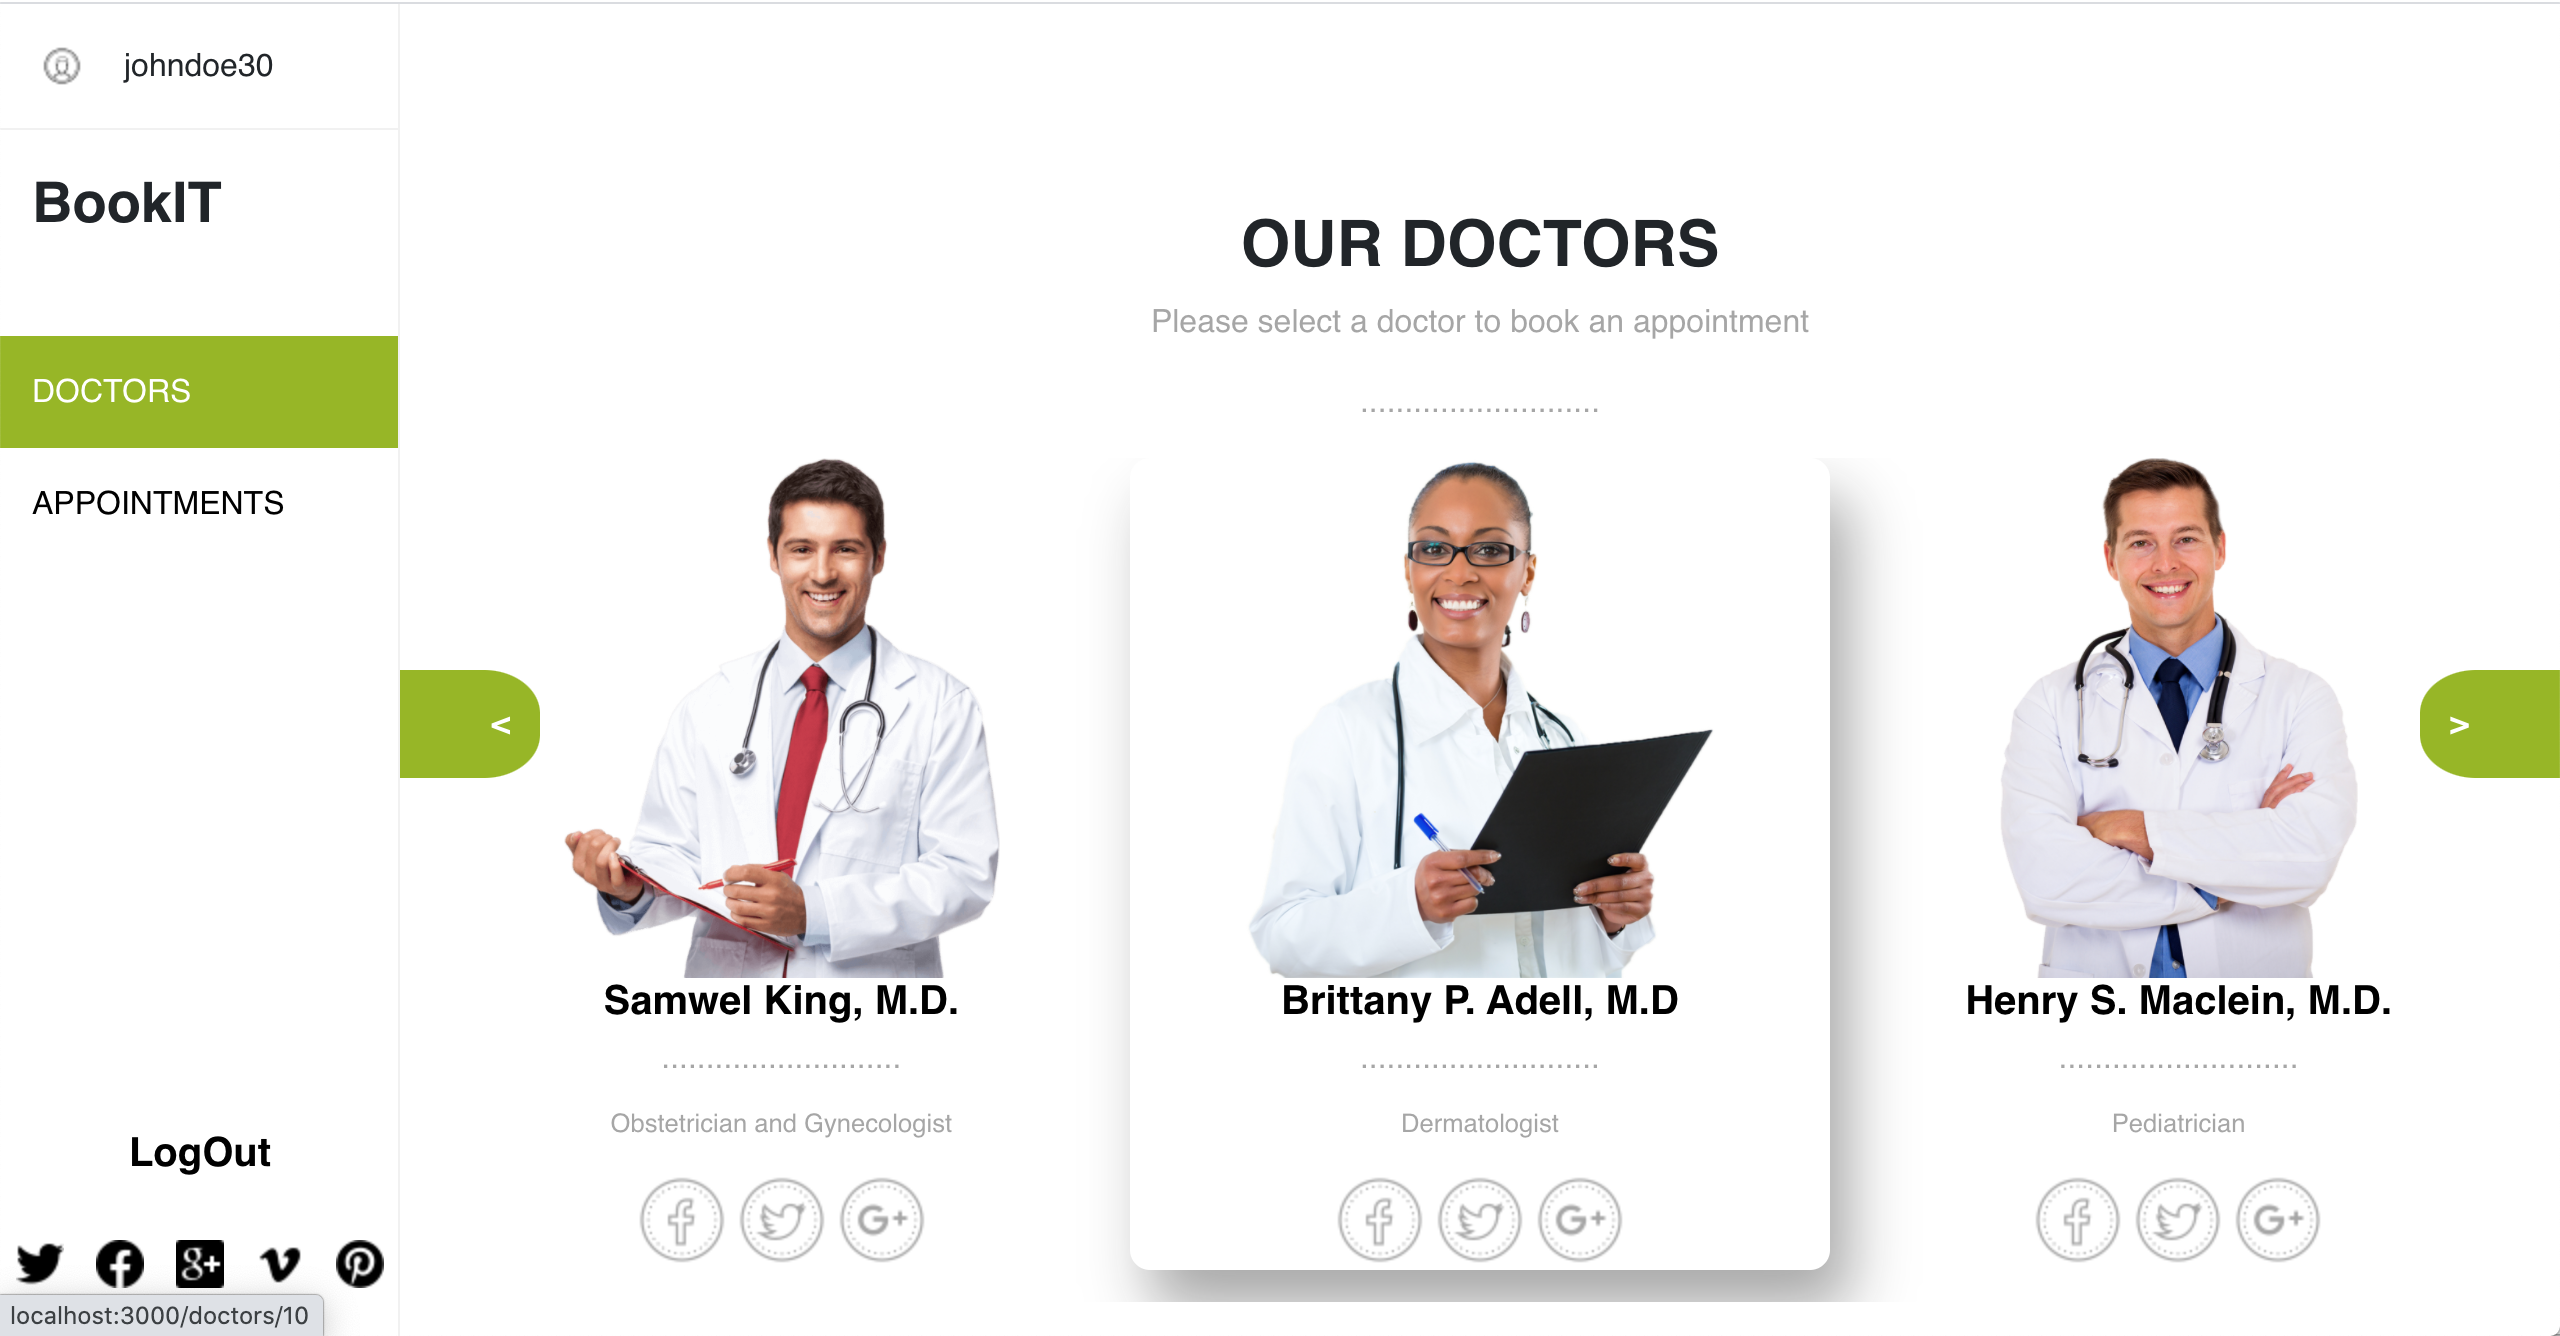 johndoe30
BookIT
DOCTORS
APPOINTMENTS
LogOut
g+
localhost:3000/doctors/10
OUR DOCTORS
Please select a doctor to book an appointment
<
>
Samwel King, M.D.
Obstetrician and Gynecologist
G+
Brittany P. Adell, M.D
Dermatologist
G+
Henry S. Maclein, M.D.
Pediatrician
G+